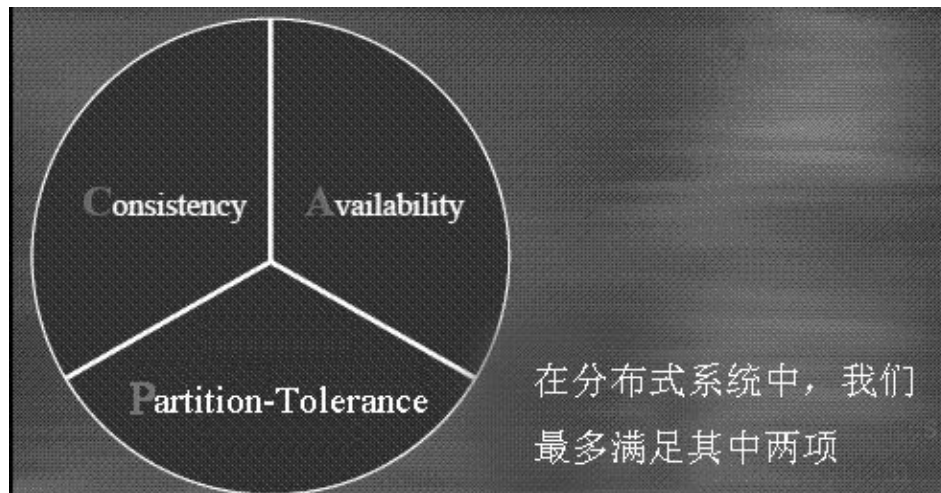 Consistency
Availability
Partition-Tolerance
在分布式系统中，我们
最多满足其中两项